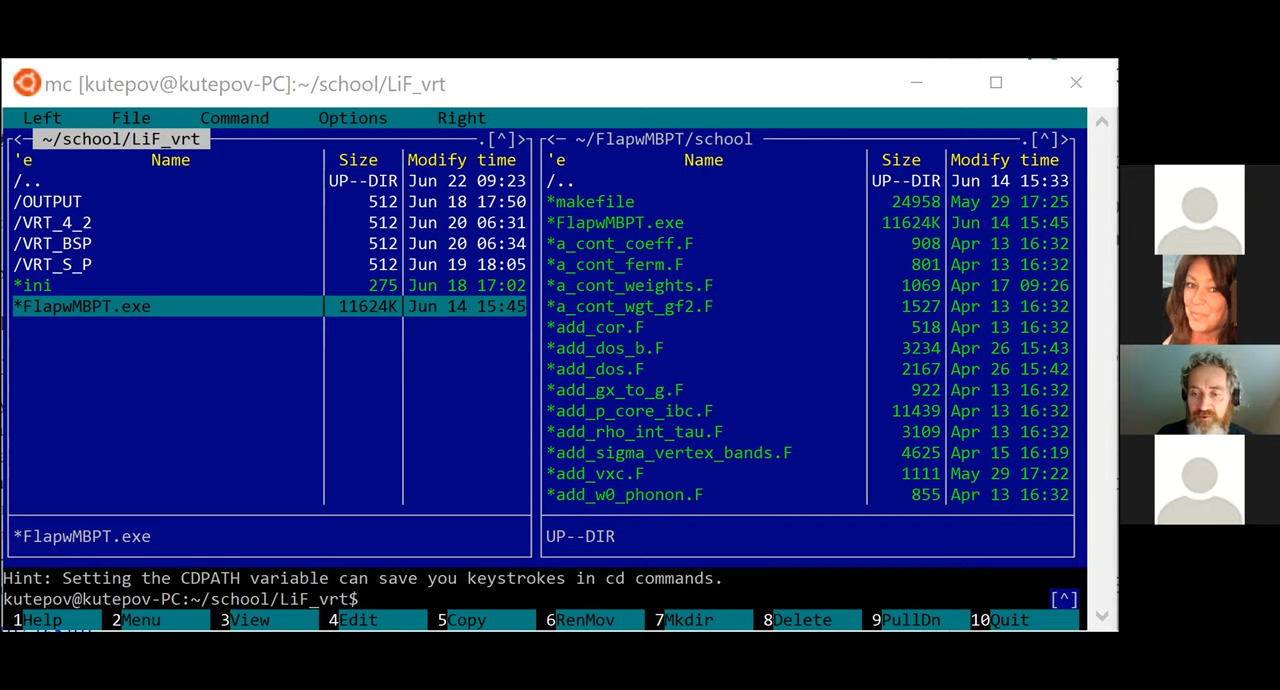 mc [kutepov@kutepov-PC]:~/school/LiF_vrt
Left File Command Options Right
<─ ~/school/LiF_vrt .[^]>
'e Name Size Modify time
/.. UP--DIR Jun 22 09:23
/OUTPUT 512 Jun 18 17:50
/VRT_4_2 512 Jun 20 06:31
/VRT_BSP 512 Jun 20 06:34
/VRT_S_P 512 Jun 19 18:05
*ini 275 Jun 18 17:02
*FlapwMBPT.exe 11624K Jun 14 15:45
*FlapwMBPT.exe
<─ ~/FlapwMBPT/school .[^]>
'e Name Size Modify time
/.. UP--DIR Jun 14 15:33
*makefile 24958 May 29 17:25
*FlapwMBPT.exe 11624K Jun 14 15:45
*a_cont_coeff.F 908 Apr 13 16:32
*a_cont_ferm.F 801 Apr 13 16:32
*a_cont_weights.F 1069 Apr 17 09:26
*a_cont_wgt_gf2.F 1527 Apr 13 16:32
*add_cor.F 518 Apr 13 16:32
*add_dos_b.F 3234 Apr 26 15:43
*add_dos.F 2167 Apr 26 15:42
*add_gx_to_g.F 922 Apr 13 16:32
*add_p_core_ibc.F 11439 Apr 13 16:32
*add_rho_int_tau.F 3109 Apr 13 16:32
*add_sigma_vertex_bands.F 4625 Apr 15 16:19
*add_vxc.F 1111 May 29 17:22
*add_w0_phonon.F 855 Apr 13 16:32
UP--DIR
Hint: Setting the CDPATH variable can save you keystrokes in cd commands.
kutepov@kutepov-PC:~/school/LiF_vrt$ [^]
1Help 2Menu 3View 4Edit 5Copy 6RenMov 7Mkdir 8Delete 9PullDn 10Quit